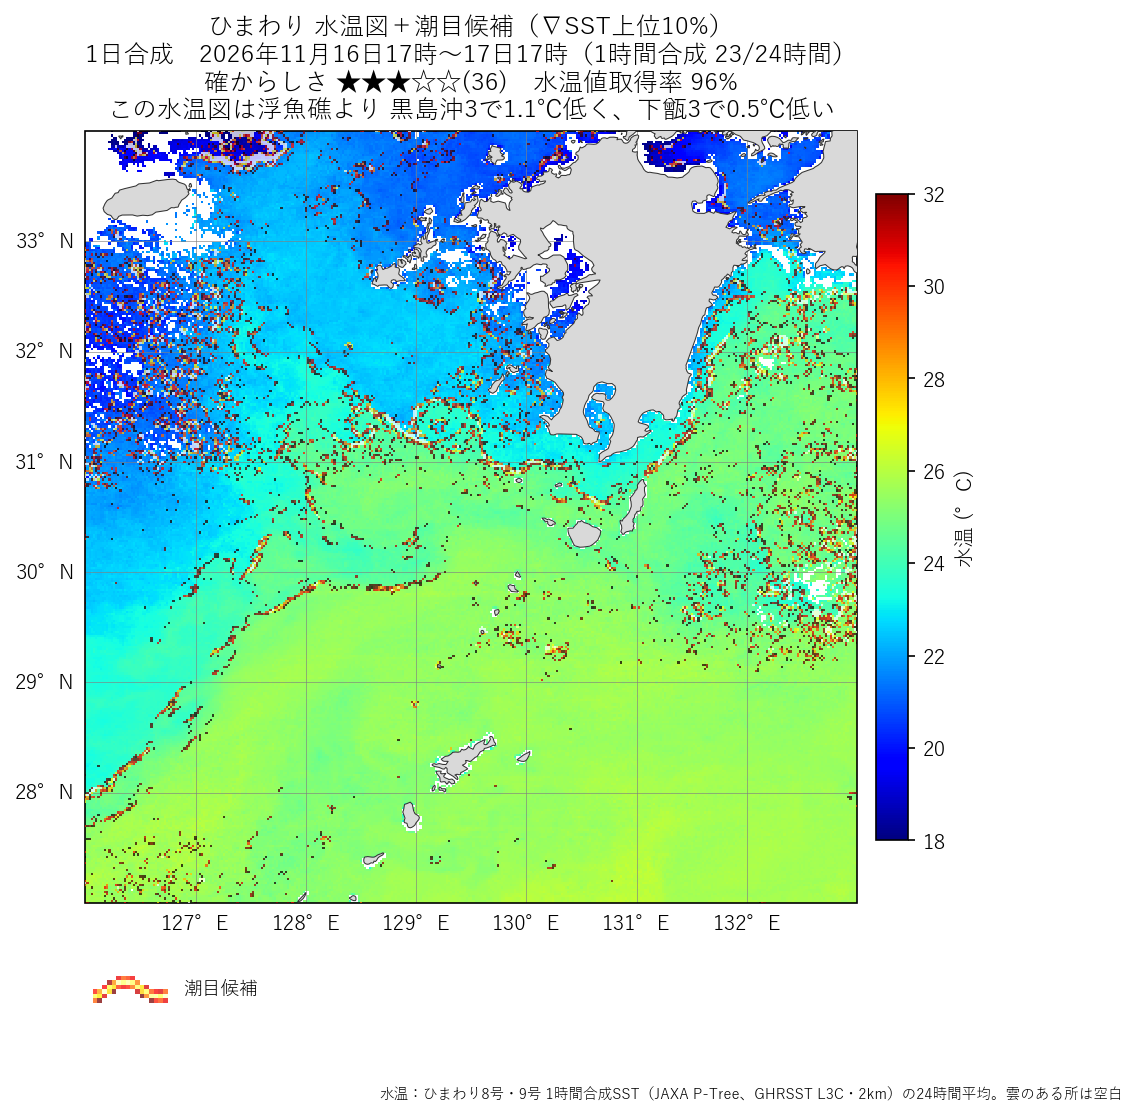 ひまわり 水温図＋潮目候補（∇SST上位10%）
1日合成　2026年11月16日17時～17日17時（1時間合成 23/24時間）
確からしさ ★★★☆☆(36)　水温値取得率 96%
この水温図は浮魚礁より 黒島沖3で1.1℃低く、下甑3で0.5℃低い
33° N
32° N
31° N
30° N
29° N
28° N
127° E
128° E
129° E
130° E
131° E
132° E
32
30
28
26
24
22
20
18
水温 (° C)
潮目候補
水温：ひまわり8号・9号 1時間合成SST（JAXA P-Tree、GHRSST L3C・2km）の24時間平均。雲のある所は空白